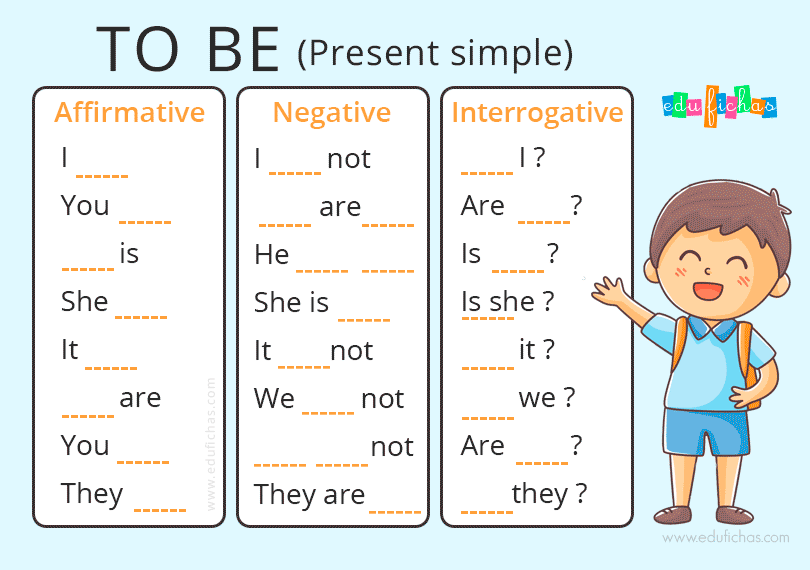 TO BE (Present simple)
edufichas
Affirmative
I ______
You ______
______ is
She ______
It ______
______ are
You ______
They ______
www.edufichas.com
Negative
I ______ not
______ are ______
He ______ ______
She is ______
It ______ not
We ______ not
______ ______ not
They are ______
Interrogative
______ I ?
Are ______ ?
Is ______ ?
Is she ?
______ it ?
______ we ?
Are ______ ?
______ they ?
www.edufichas.com